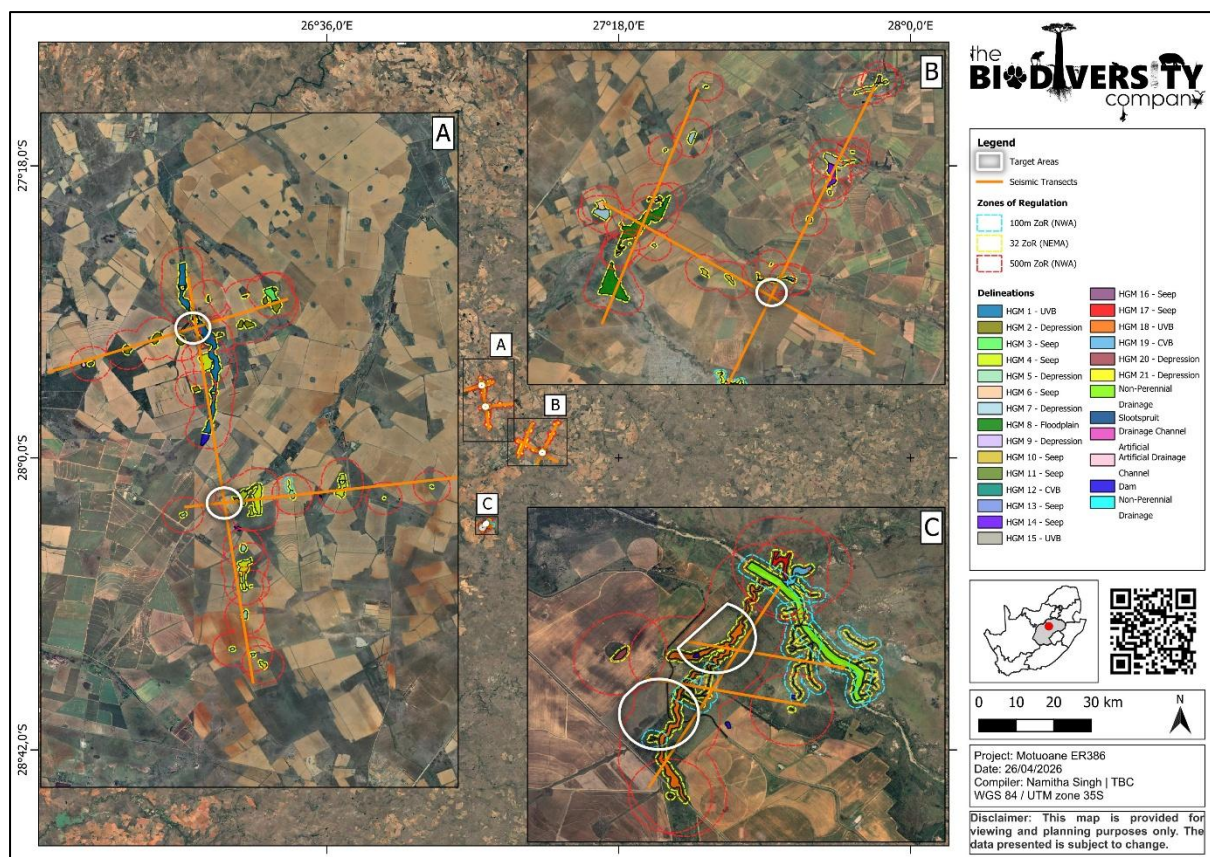 26°36,0'E
27°18,0'E
28°0,0'E
27°18,0'S
28°0,0'S
28°42,0'S
A
B
C
A
B
C
the
BIODIVERSITY
company
Legend
Target Areas
Seismic Transects
Zones of Regulation
100m ZoR (NWA)
32 ZoR (NEMA)
500m ZoR (NWA)
Delineations
HGM 1 - UVB
HGM 2 - Depression
HGM 3 - Seep
HGM 4 - Seep
HGM 5 - Depression
HGM 6 - Seep
HGM 7 - Depression
HGM 8 - Floodplain
HGM 9 - Depression
HGM 10 - Seep
HGM 11 - Seep
HGM 12 - CVB
HGM 13 - Seep
HGM 14 - Seep
HGM 15 - UVB
HGM 16 - Seep
HGM 17 - Seep
HGM 18 - UVB
HGM 19 - CVB
HGM 20 - Depression
HGM 21 - Depression
Non-Perennial
Drainage
Slootspruit
Drainage Channel
Artificial
Artificial Drainage
Channel
Dam
Non-Perennial
Drainage
0 10 20 30 km
N
Project: Motuoane ER386
Date: 26/04/2026
Compiler: Namitha Singh | TBC
WGS 84 / UTM zone 35S
Disclaimer: This map is provided for
viewing and planning purposes only. The
data presented is subject to change.